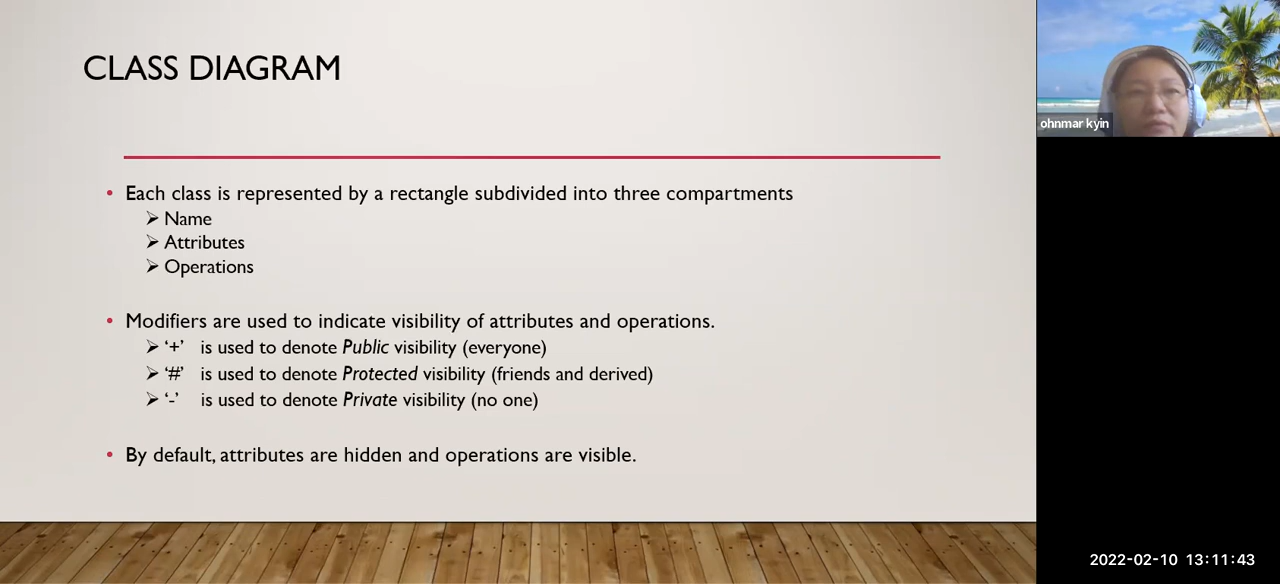 CLASS DIAGRAM
• Each class is represented by a rectangle subdivided into three compartments
➢ Name
➢ Attributes
➢ Operations
• Modifiers are used to indicate visibility of attributes and operations.
➢ ‘+’ is used to denote Public visibility (everyone)
➢ ‘#’ is used to denote Protected visibility (friends and derived)
➢ ‘-’ is used to denote Private visibility (no one)
• By default, attributes are hidden and operations are visible.
ohnmar kyin
2022-02-10 13:11:43